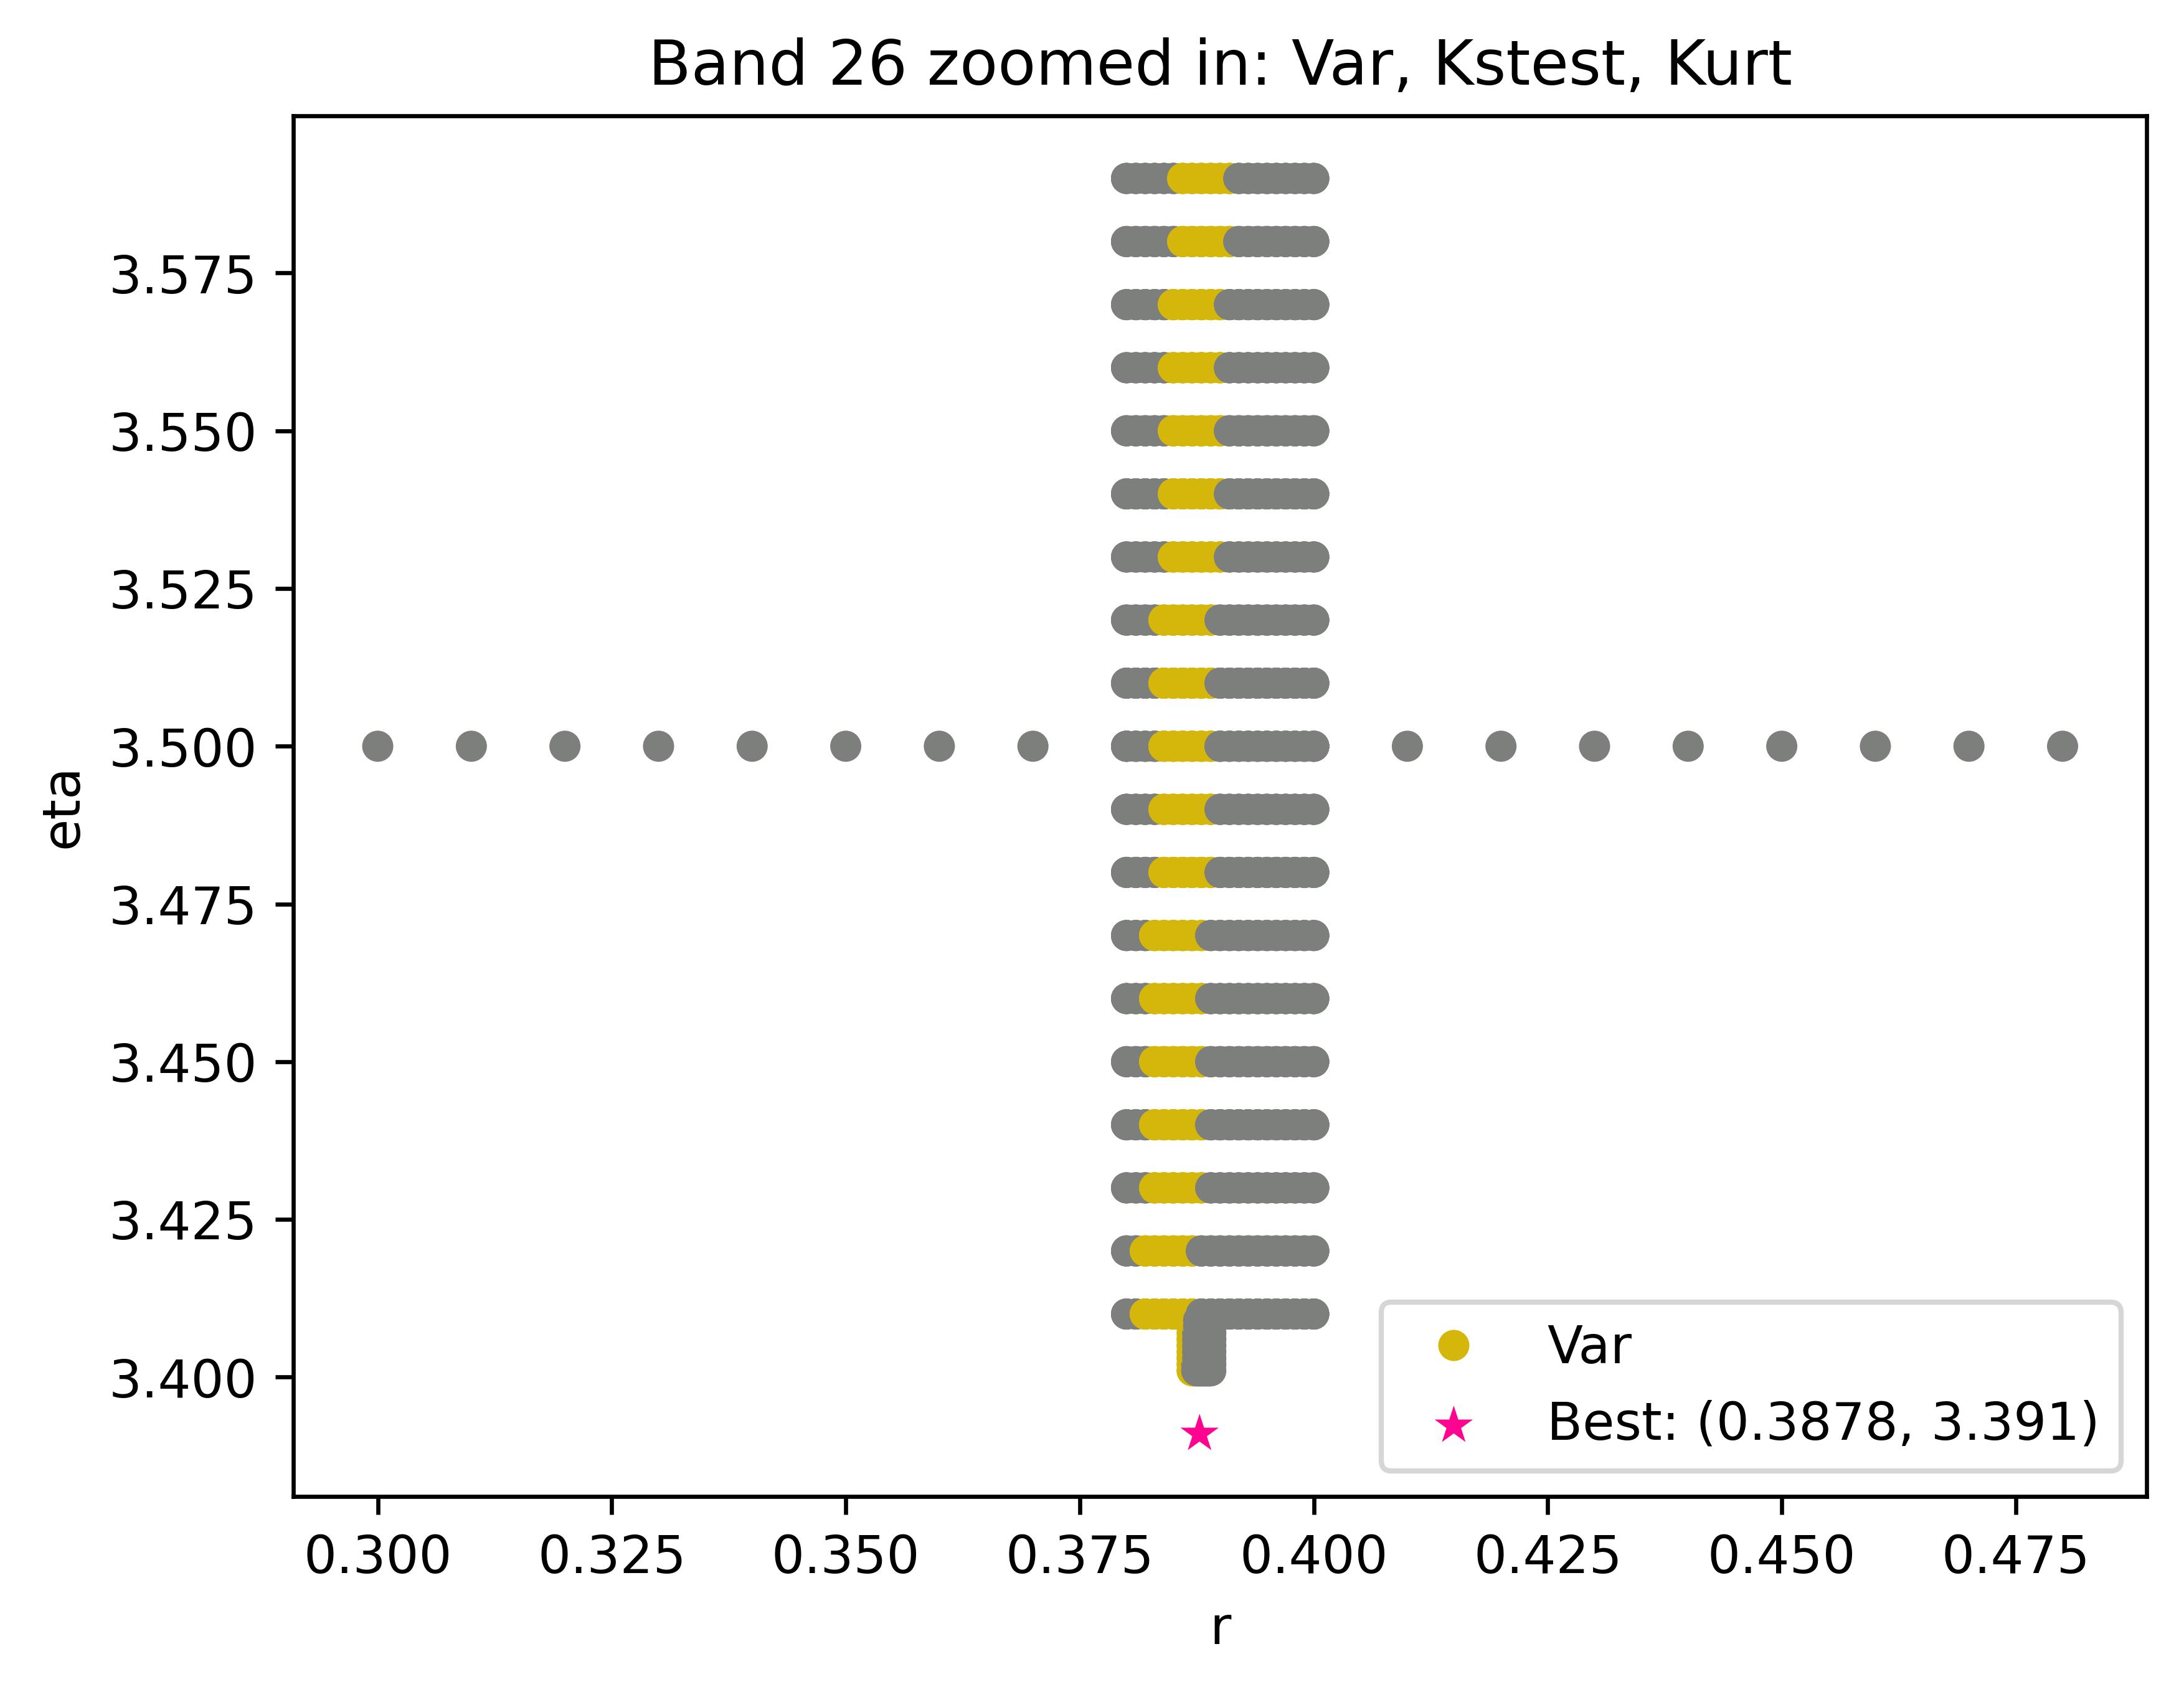 Band 26 zoomed in: Var, Kstest, Kurt
3.575
3.550
3.525
3.500
3.475
3.450
3.425
3.400
eta
Var
Best: (0.3878, 3.391)
0.300 0.325 0.350 0.375 0.400 0.425 0.450 0.475
r